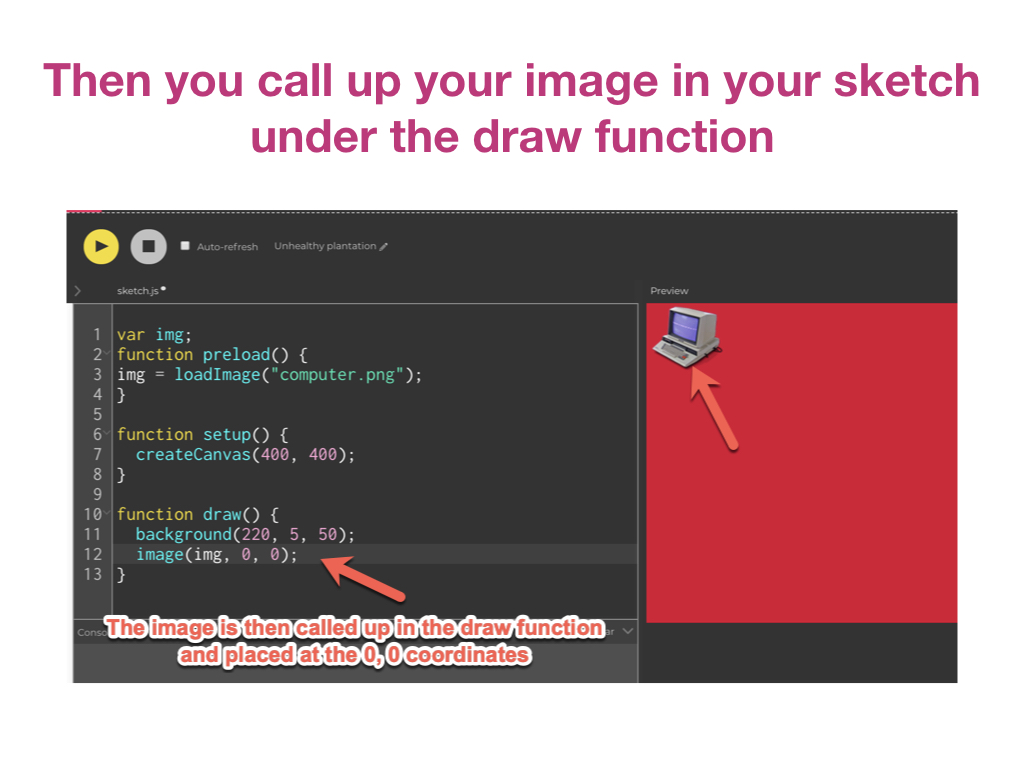 Then you call up your image in your sketch
under the draw function
Auto-refresh
Unhealthy plantation
sketch.js
Preview
1 var img;
2 function preload() {
3 img = loadImage("computer.png");
4 }
5
6 function setup() {
7 createCanvas(400, 400);
8 }
9
10 function draw() {
11 background(220, 5, 50);
12 image(img, 0, 0);
13 }
The image is then called up in the draw function
and placed at the 0, 0 coordinates